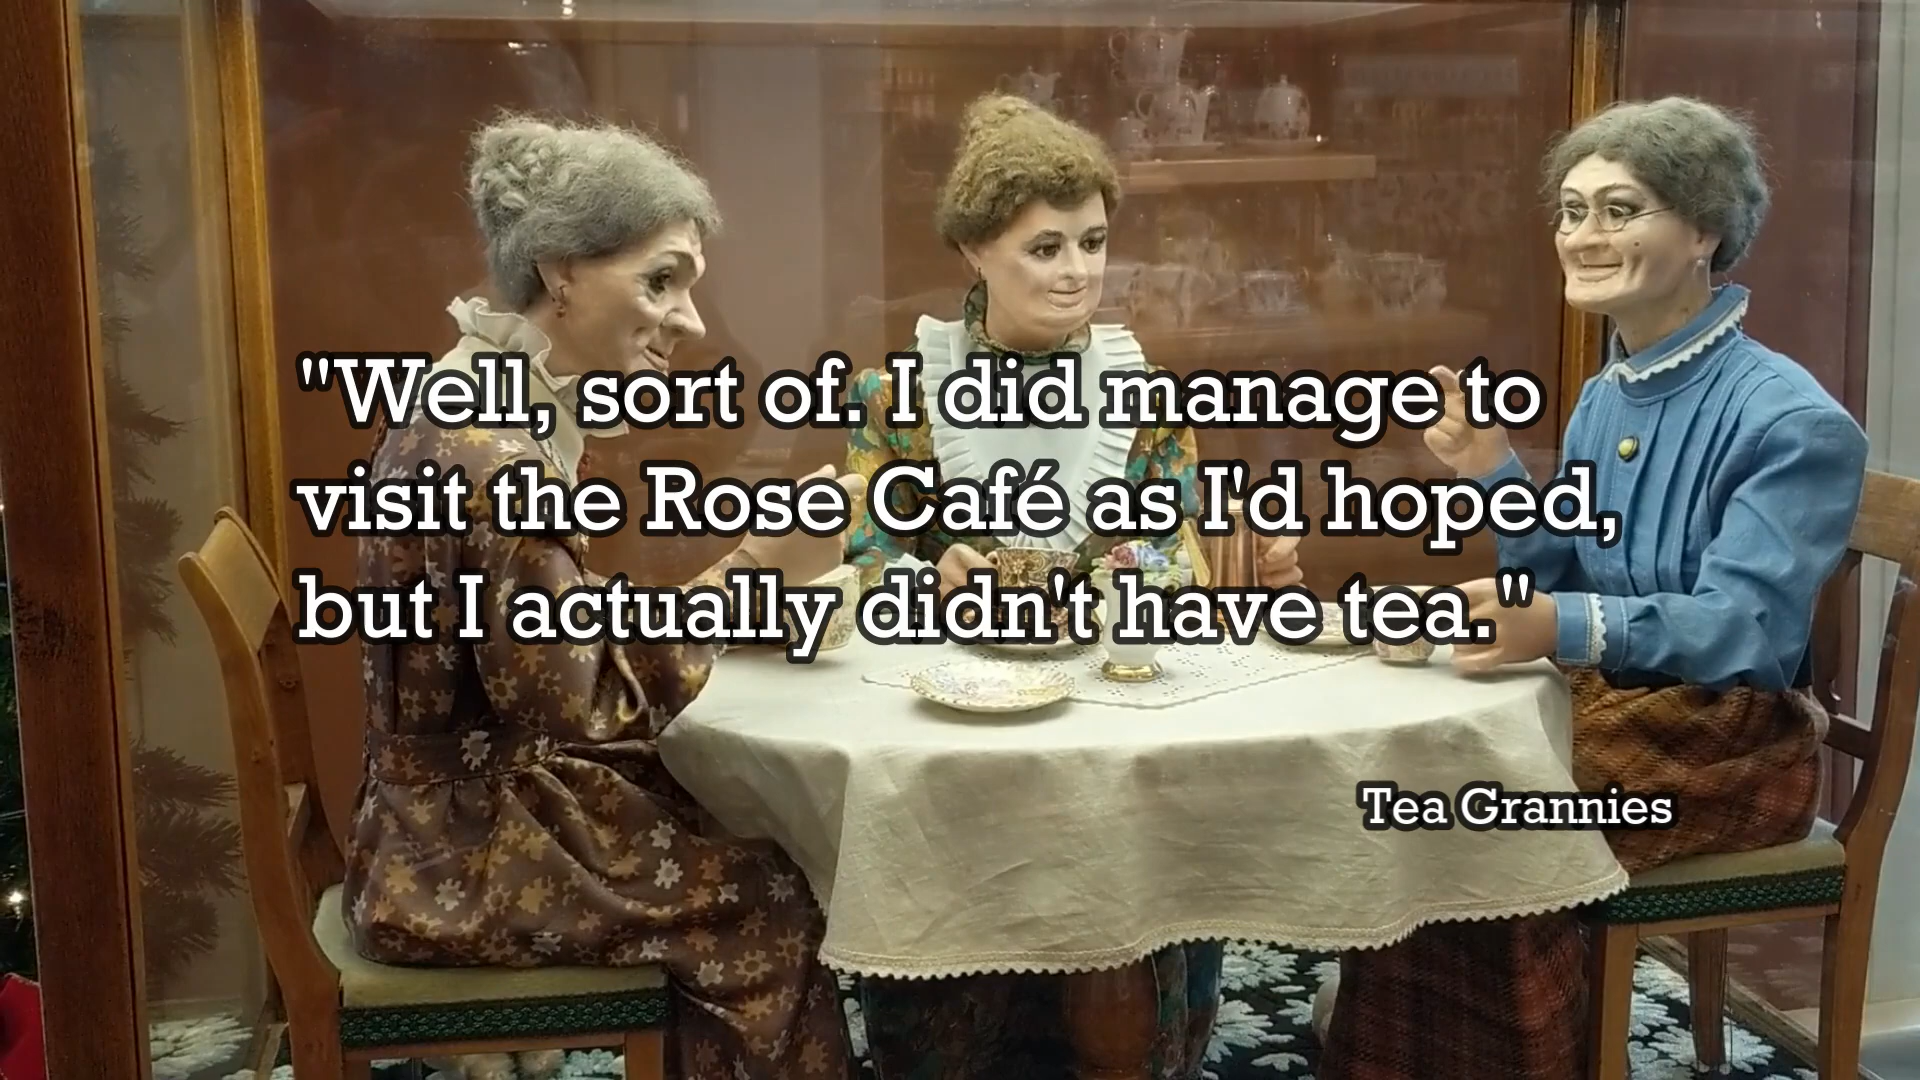 "Well, sort of. I did manage to
visit the Rose Café as I'd hoped,
but I actually didn't have tea."
Tea Grannies